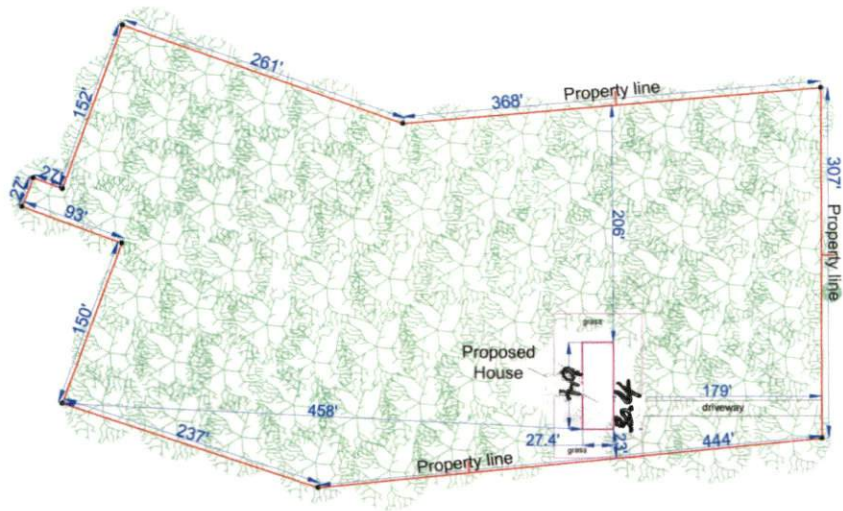 261'
368'
Property line
152'
27'
27'
93'
307'
Property line
206'
150'
grass
Proposed
House
179'
driveway
458'
237'
27.4'
23'
444'
grass
Property line